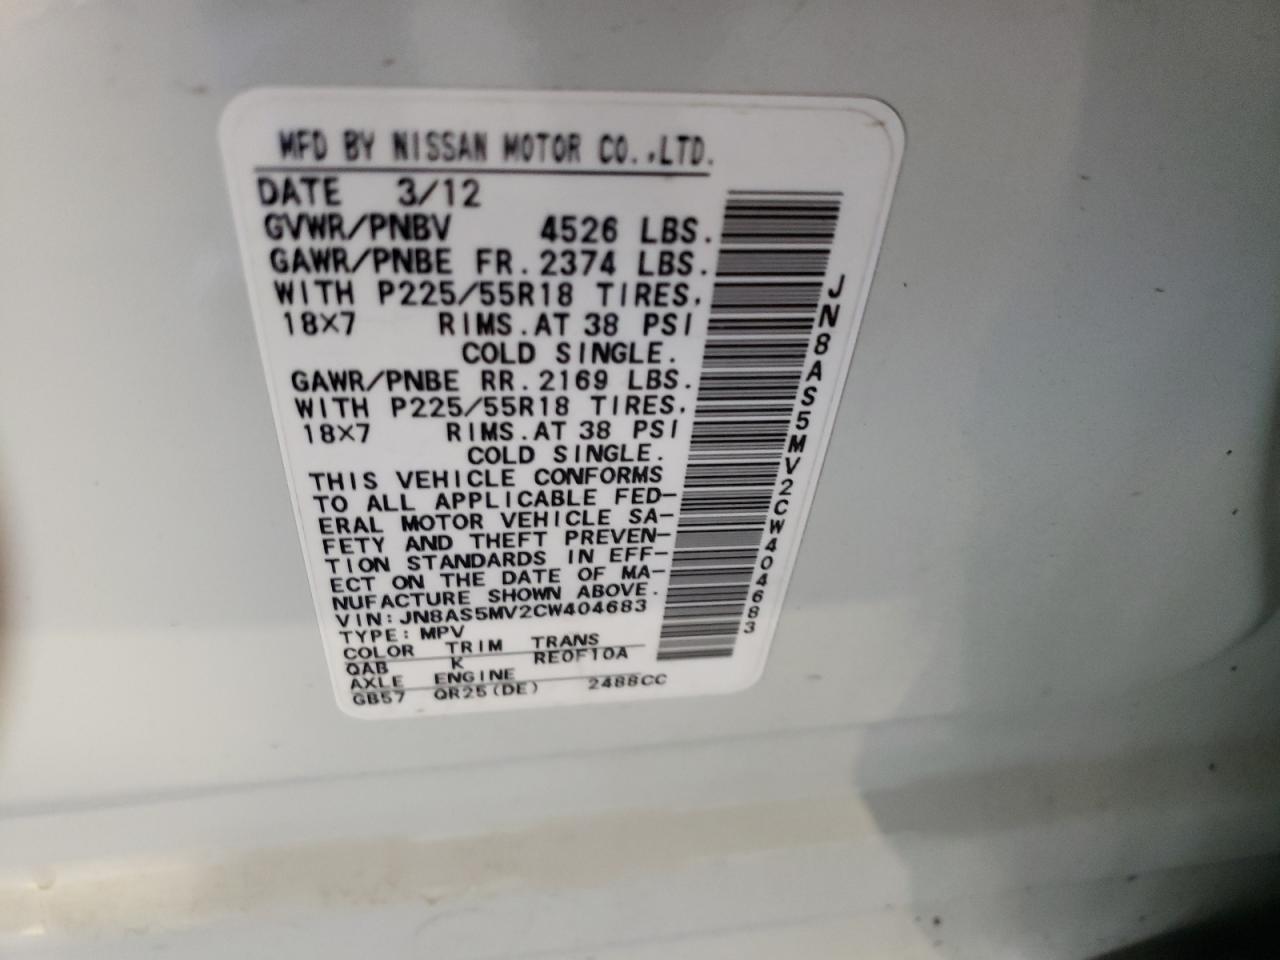 MFD BY NISSAN MOTOR CO.,LTD.
DATE 3/12
GVWR/PNBV 4526 LBS.
GAWR/PNBE FR.2374 LBS.
WITH P225/55R18 TIRES,
18X7 RIMS.AT 38 PSI
COLD SINGLE.
GAWR/PNBE RR.2169 LBS.
WITH P225/55R18 TIRES,
18X7 RIMS.AT 38 PSI
COLD SINGLE.
THIS VEHICLE CONFORMS
TO ALL APPLICABLE FED-
ERAL MOTOR VEHICLE SA-
FETY AND THEFT PREVEN-
TION STANDARDS IN EFF-
ECT ON THE DATE OF MA-
NUFACTURE SHOWN ABOVE.
VIN:JN8AS5MV2CW404683
TYPE:MPV
COLOR TRIM TRANS
QAB K RE0F10A
AXLE ENGINE
GB57 QR25(DE) 2488CC
JN8AS5MV2CW404683